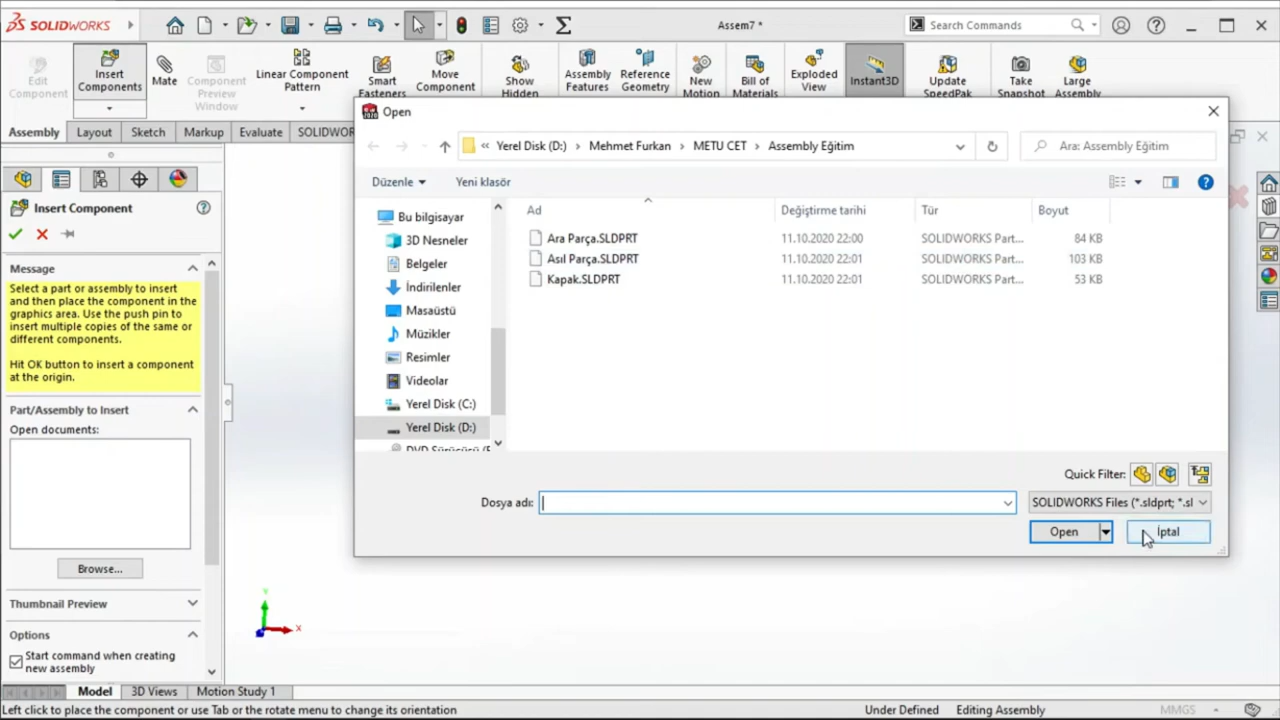 SOLIDWORKS
Assem7 *
Search Commands
Edit Component
Insert Components
Mate
Component Preview Window
Linear Component Pattern
Smart Fasteners
Move Component
Show Hidden
Assembly Features
Reference Geometry
New Motion
Bill of Materials
Exploded View
Instant3D
Update SpeedPak
Take Snapshot
Large Assembly
Assembly
Layout
Sketch
Markup
Evaluate
SOLIDWOR
Insert Component
Message
Select a part or assembly to insert
and then place the component in the
graphics area. Use the push pin to
insert multiple copies of the same or
different components.
Hit OK button to insert a component
at the origin.
Part/Assembly to Insert
Open documents:
Browse...
Thumbnail Preview
Options
Start command when creating
new assembly
Open
« Yerel Disk (D:) › Mehmet Furkan › METU CET › Assembly Eğitim
Ara: Assembly Eğitim
Düzenle
Yeni klasör
Bu bilgisayar
3D Nesneler
Belgeler
İndirilenler
Masaüstü
Müzikler
Resimler
Videolar
Yerel Disk (C:)
Yerel Disk (D:)
Ad Değiştirme tarihi Tür Boyut
Ara Parça.SLDPRT 11.10.2020 22:00 SOLIDWORKS Part... 84 KB
Asıl Parça.SLDPRT 11.10.2020 22:01 SOLIDWORKS Part... 103 KB
Kapak.SLDPRT 11.10.2020 22:01 SOLIDWORKS Part... 53 KB
Quick Filter:
Dosya adı:
SOLIDWORKS Files (*.sldprt; *.sl
Open
İptal
Y
X
Model
3D Views
Motion Study 1
Left click to place the component or use Tab or the rotate menu to change its orientation
Under Defined
Editing Assembly
MMGS